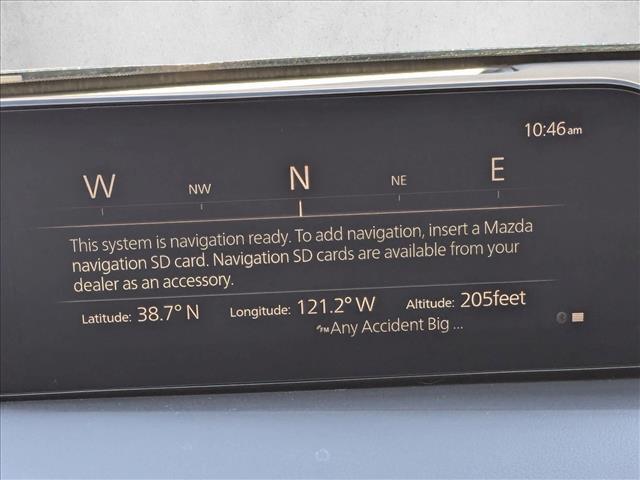 10:46 am
W NW N NE E
This system is navigation ready. To add navigation, insert a Mazda
navigation SD card. Navigation SD cards are available from your
dealer as an accessory.
Latitude: 38.7° N Longitude: 121.2° W Altitude: 205feet
FM Any Accident Big ...